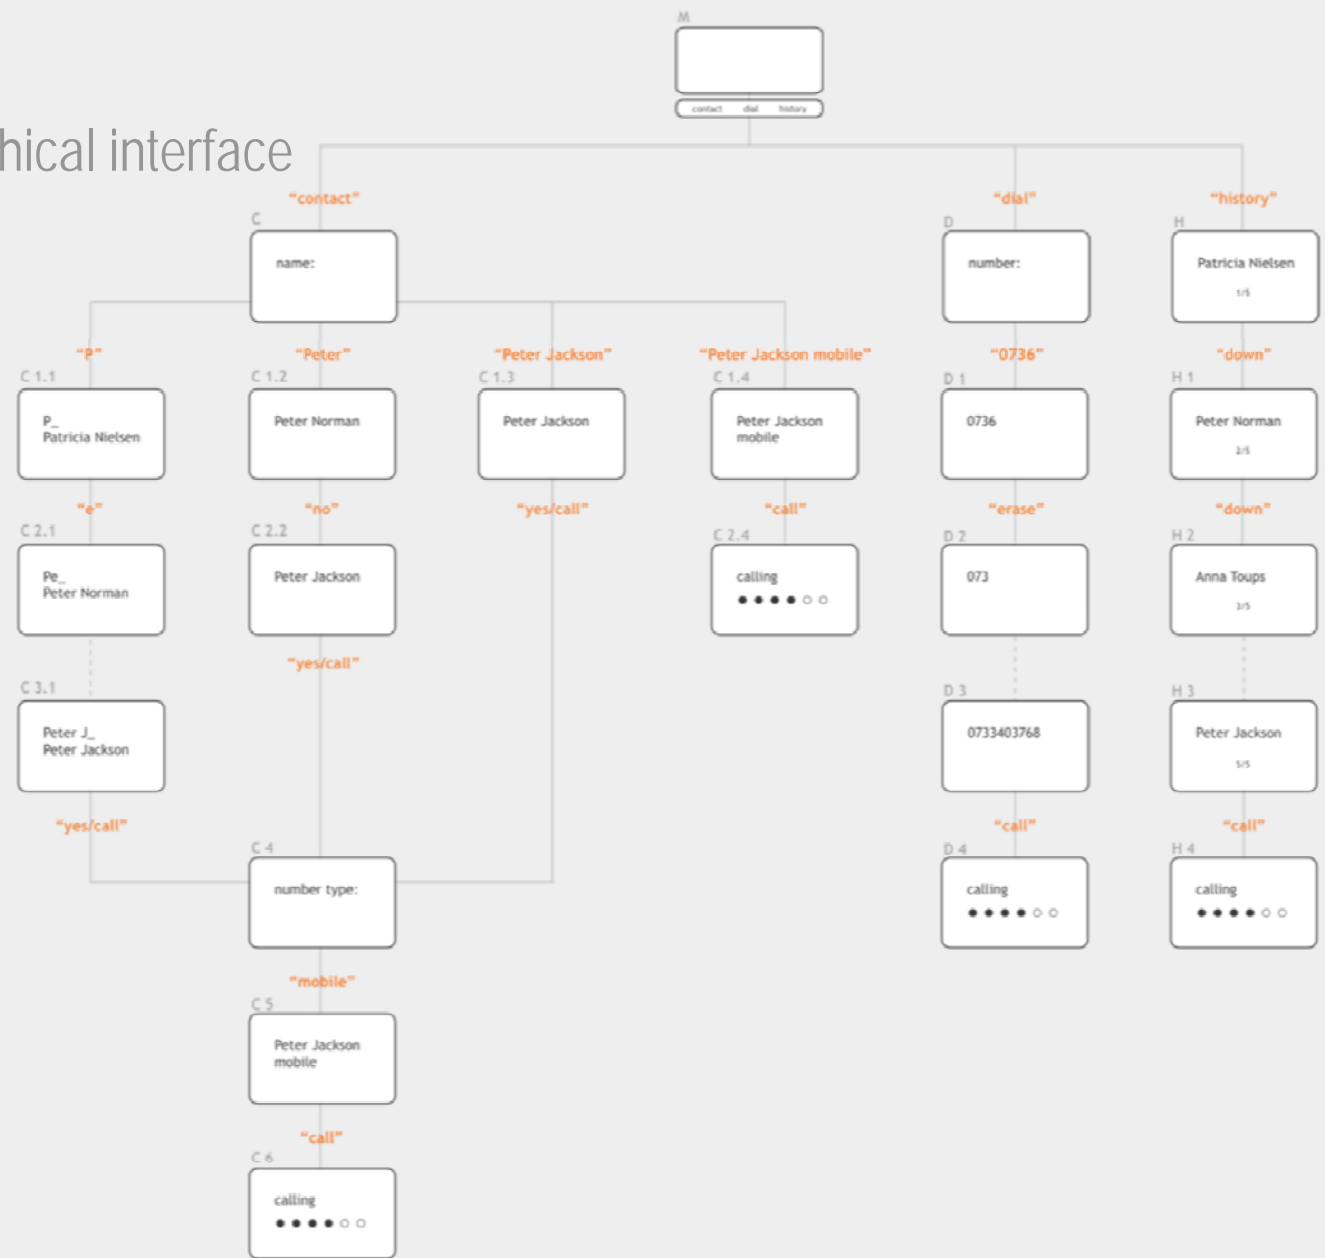 M
contact dial history
hical interface
“contact” “dial” “history”
C D H
name: number: Patricia Nielsen
1/5
“P” “Peter” “Peter Jackson” “Peter Jackson mobile” “0736” “down”
C 1.1 C 1.2 C 1.3 C 1.4 D 1 H 1
P_ Peter Norman Peter Jackson Peter Jackson 0736 Peter Norman
Patricia Nielsen mobile 2/5
“e” “no” “yes/call” “call” “erase” “down”
C 2.1 C 2.2 C 2.4 D 2 H 2
Pe_ Peter Jackson calling 073 Anna Toups
Peter Norman 3/5
“yes/call”
C 3.1 D 3 H 3
Peter J_ 0733403768 Peter Jackson
Peter Jackson 5/5
“yes/call” “call” “call”
C 4 D 4 H 4
number type: calling calling
“mobile”
C 5
Peter Jackson
mobile
“call”
C 6
calling